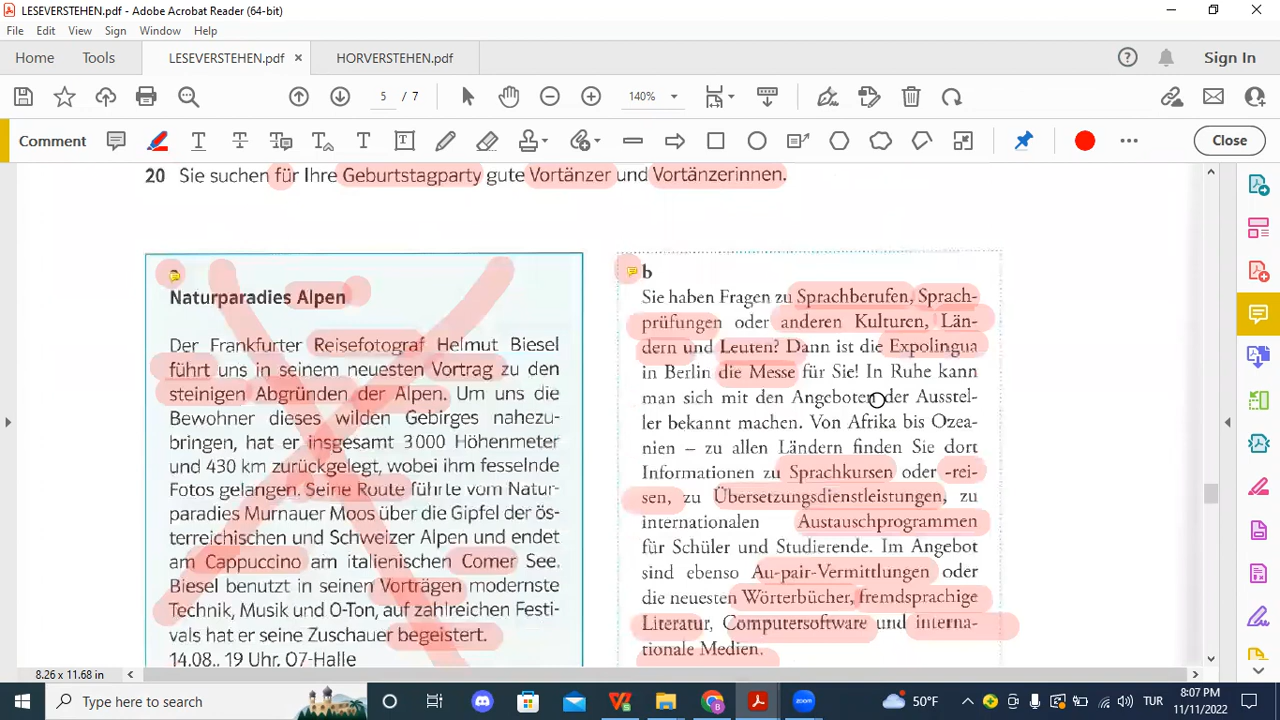 LESEVERSTEHEN.pdf - Adobe Acrobat Reader (64-bit)
File Edit View Sign Window Help
Home Tools LESEVERSTEHEN.pdf × HORVERSTEHEN.pdf Sign In
5 / 7 140%
Comment Close
20 Sie suchen für Ihre Geburtstagparty gute Vortänzer und Vortänzerinnen.
Naturparadies Alpen
Der Frankfurter Reisefotograf Helmut Biesel
führt uns in seinem neuesten Vortrag zu den
steinigen Abgründen der Alpen. Um uns die
Bewohner dieses wilden Gebirges nahezu-
bringen, hat er insgesamt 3000 Höhenmeter
und 430 km zurückgelegt, wobei ihm fesselnde
Fotos gelangen. Seine Route führte vom Natur-
paradies Murnauer Moos über die Gipfel der ös-
terreichischen und Schweizer Alpen und endet
am Cappuccino am italienischen Comer See.
Biesel benutzt in seinen Vorträgen modernste
Technik, Musik und O-Ton, auf zahlreichen Festi-
vals hat er seine Zuschauer begeistert.
14.08., 19 Uhr, O7-Halle
b
Sie haben Fragen zu Sprachberufen, Sprach-
prüfungen oder anderen Kulturen, Län-
dern und Leuten? Dann ist die Expolingua
in Berlin die Messe für Sie! In Ruhe kann
man sich mit den Angeboten der Ausstel-
ler bekannt machen. Von Afrika bis Ozea-
nien – zu allen Ländern finden Sie dort
Informationen zu Sprachkursen oder -rei-
sen, zu Übersetzungsdienstleistungen, zu
internationalen Austauschprogrammen
für Schüler und Studierende. Im Angebot
sind ebenso Au-pair-Vermittlungen oder
die neuesten Wörterbücher, fremdsprachige
Literatur, Computersoftware und interna-
tionale Medien.
8.26 x 11.68 in
Type here to search 50°F TUR 8:07 PM
11/11/2022